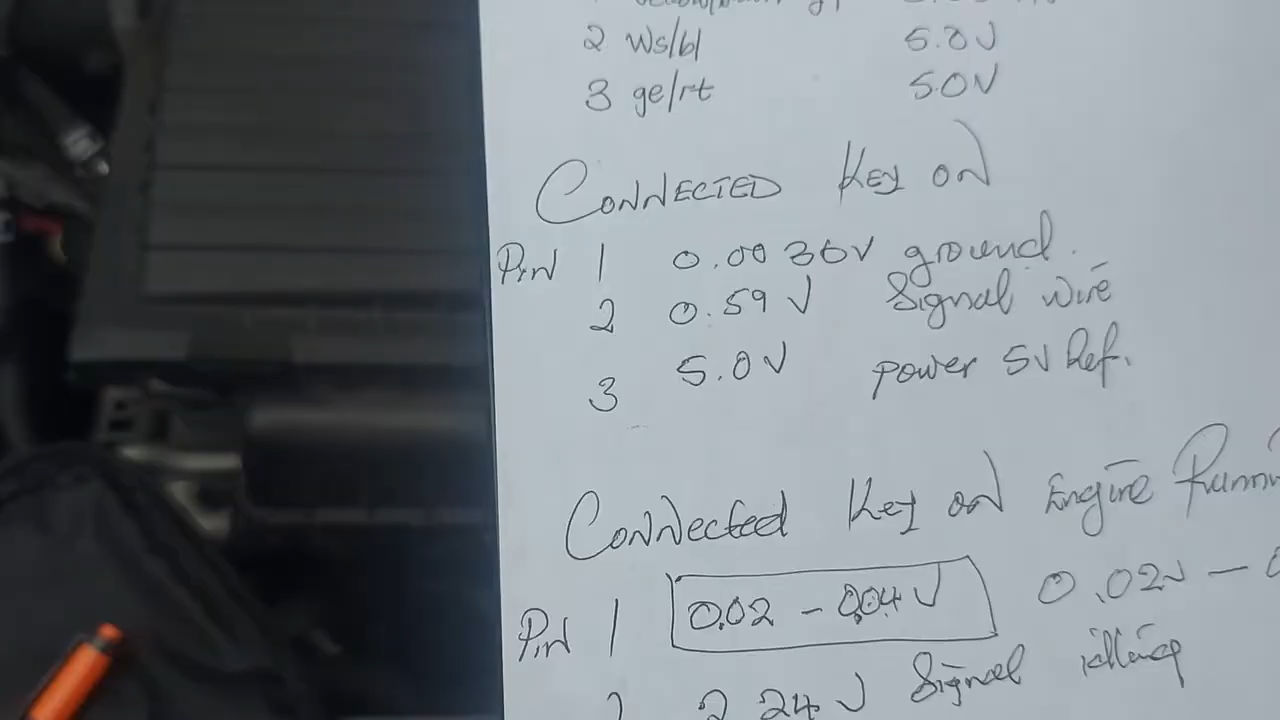 2 Ws/bl 5.0V
3 ge/rt 5.0V
Connected Key on
Pin 1 0.0036V ground.
2 0.59V Signal wire
3 5.0V power 5V Ref.
Connected Key on Engine
Pin 1 0.02 - 0.04V 0.02V -
2 2.24V Signal idling